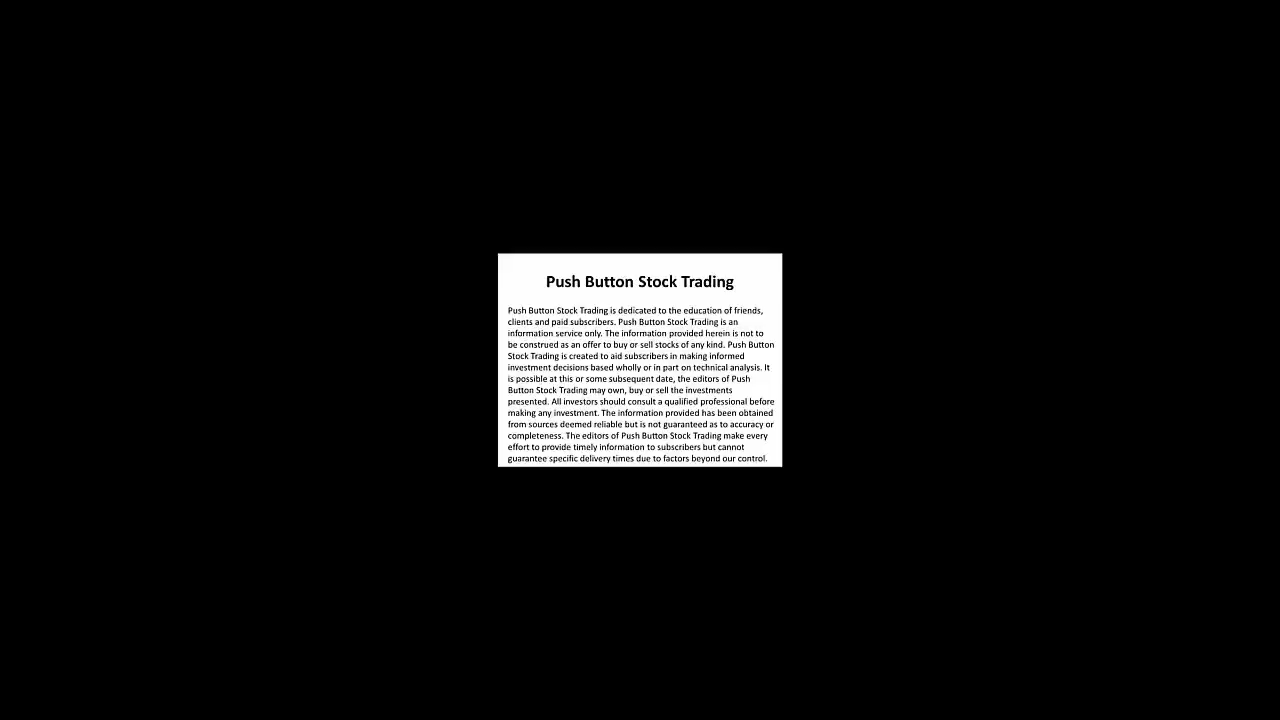 Push Button Stock Trading
Push Button Stock Trading is dedicated to the education of friends,
clients and paid subscribers. Push Button Stock Trading is an
information service only. The information provided herein is not to
be construed as an offer to buy or sell stocks of any kind. Push Button
Stock Trading is created to aid subscribers in making informed
investment decisions based wholly or in part on technical analysis. It
is possible at this or some subsequent date, the editors of Push
Button Stock Trading may own, buy or sell the investments
presented. All investors should consult a qualified professional before
making any investment. The information provided has been obtained
from sources deemed reliable but is not guaranteed as to accuracy or
completeness. The editors of Push Button Stock Trading make every
effort to provide timely information to subscribers but cannot
guarantee specific delivery times due to factors beyond our control.